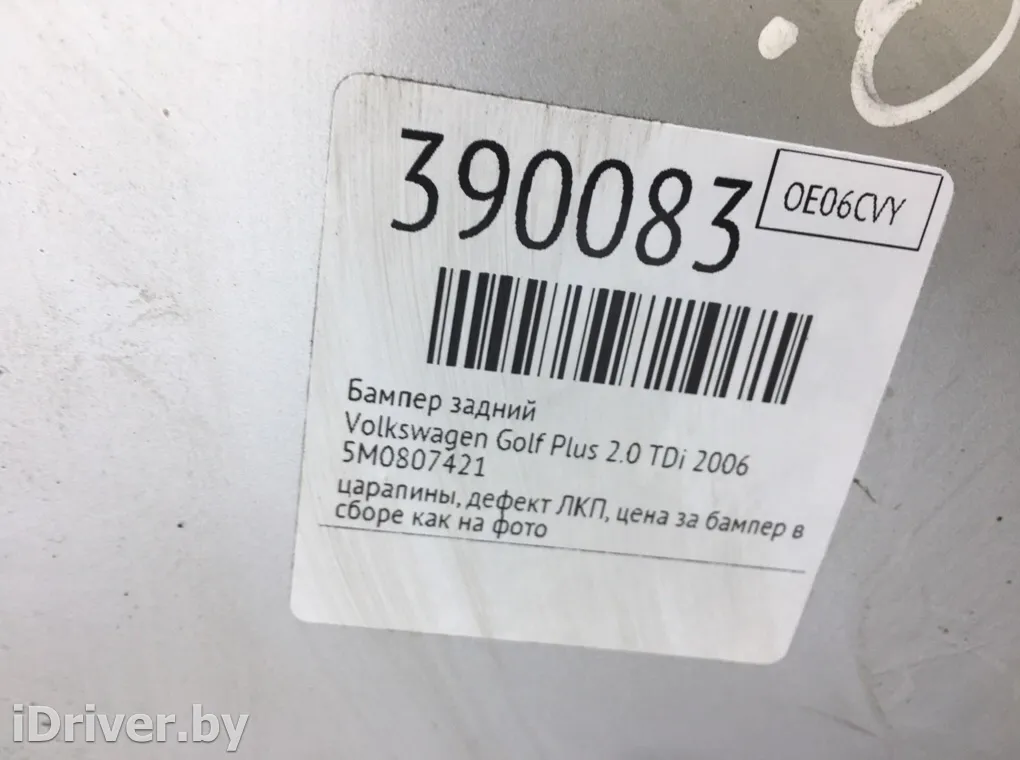 390083
OE06CVY
Бампер задний
Volkswagen Golf Plus 2.0 TDi 2006
5M0807421
царапины, дефект ЛКП, цена за бампер в
сборе как на фото
iDriver.by